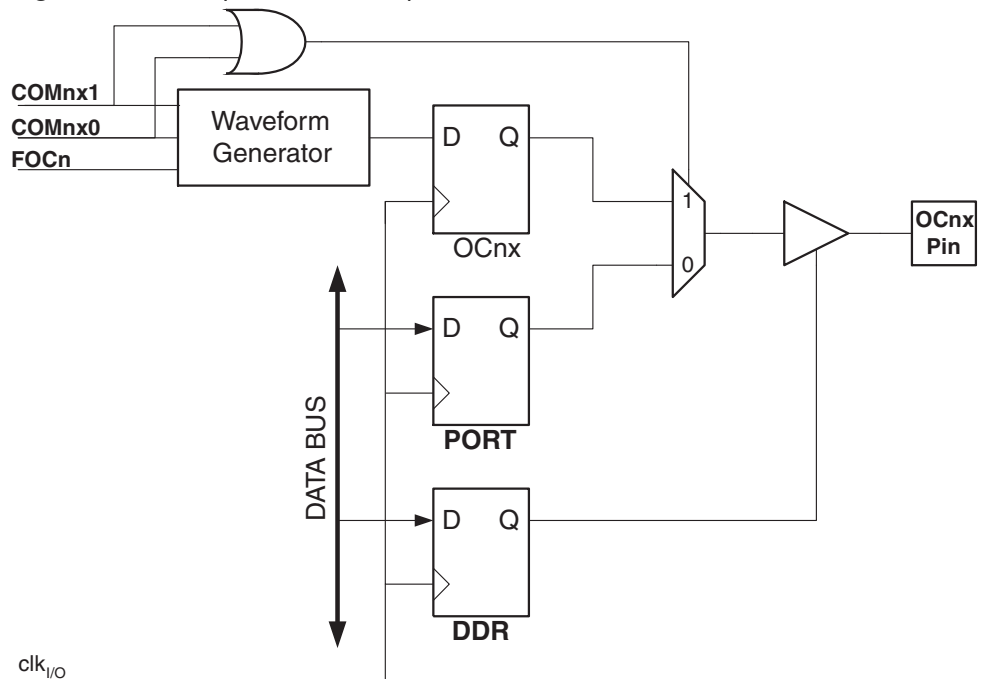 COMnx1
COMnx0
FOCn
Waveform
Generator
D Q
OCnx
1
0
OCnx
Pin
DATA BUS
D Q
PORT
D Q
DDR
clkI/O